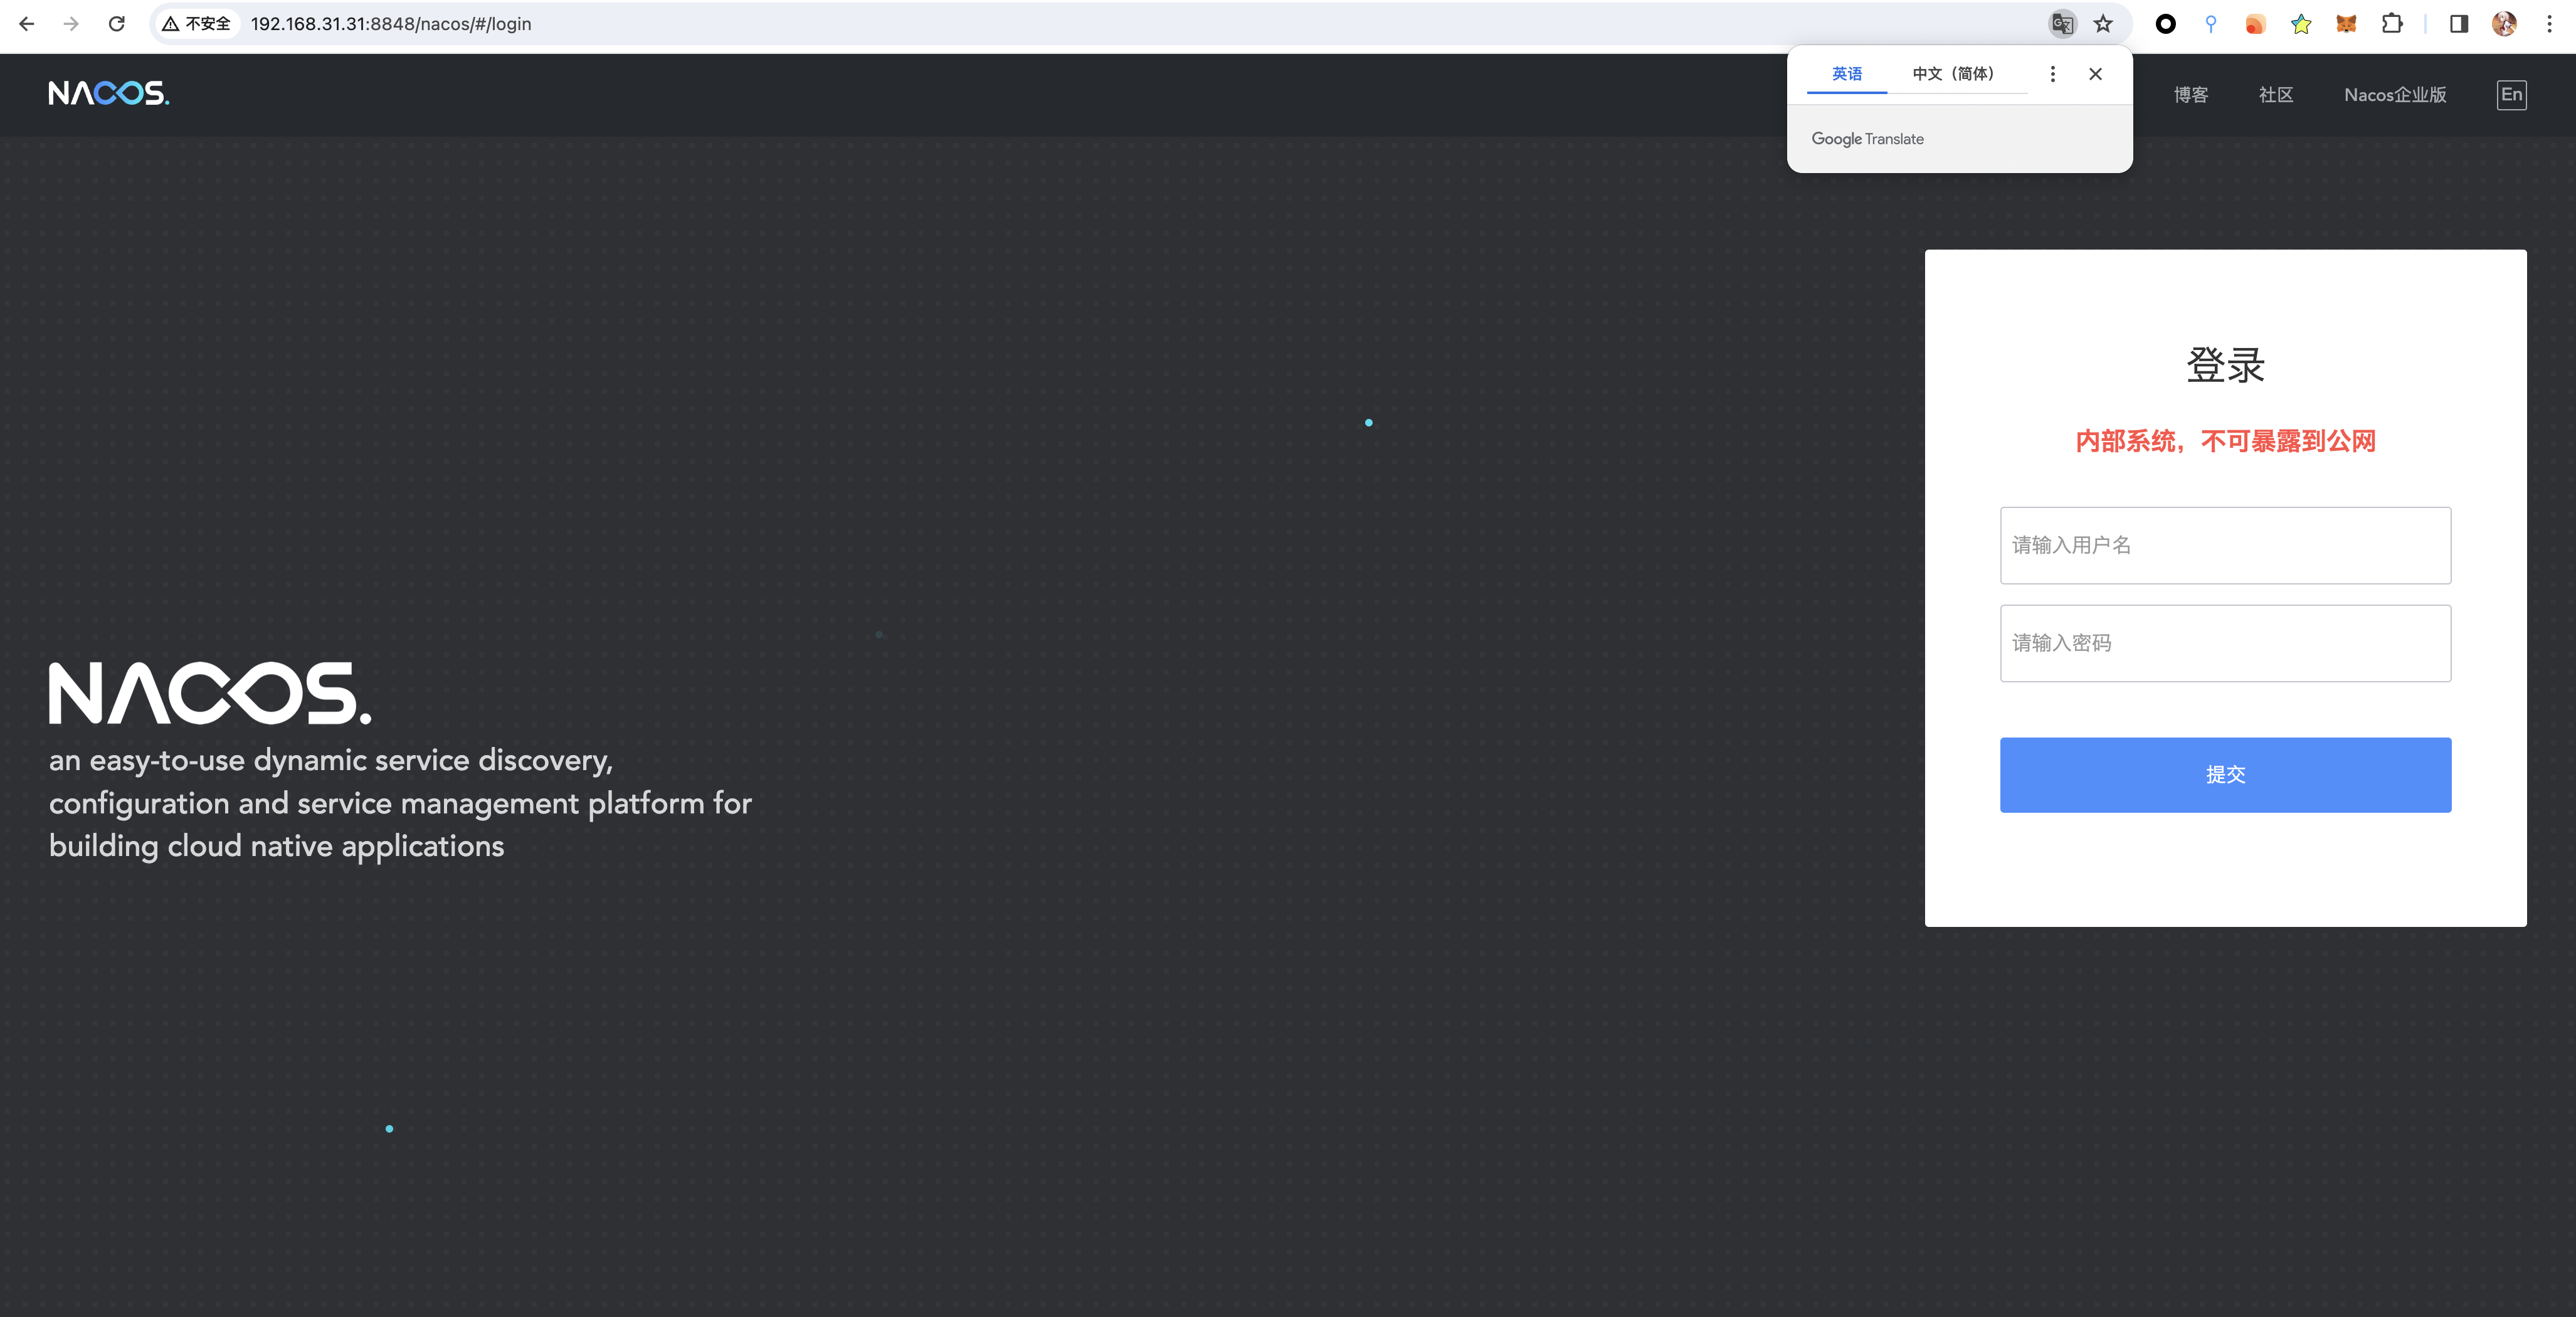 不安全 192.168.31.31:8848/nacos/#/login
英语 中文（简体）
Google Translate
NACOS.
博客 社区 Nacos企业版 En
登录
内部系统，不可暴露到公网
请输入用户名
请输入密码
提交
NACOS.
an easy-to-use dynamic service discovery,
configuration and service management platform for
building cloud native applications